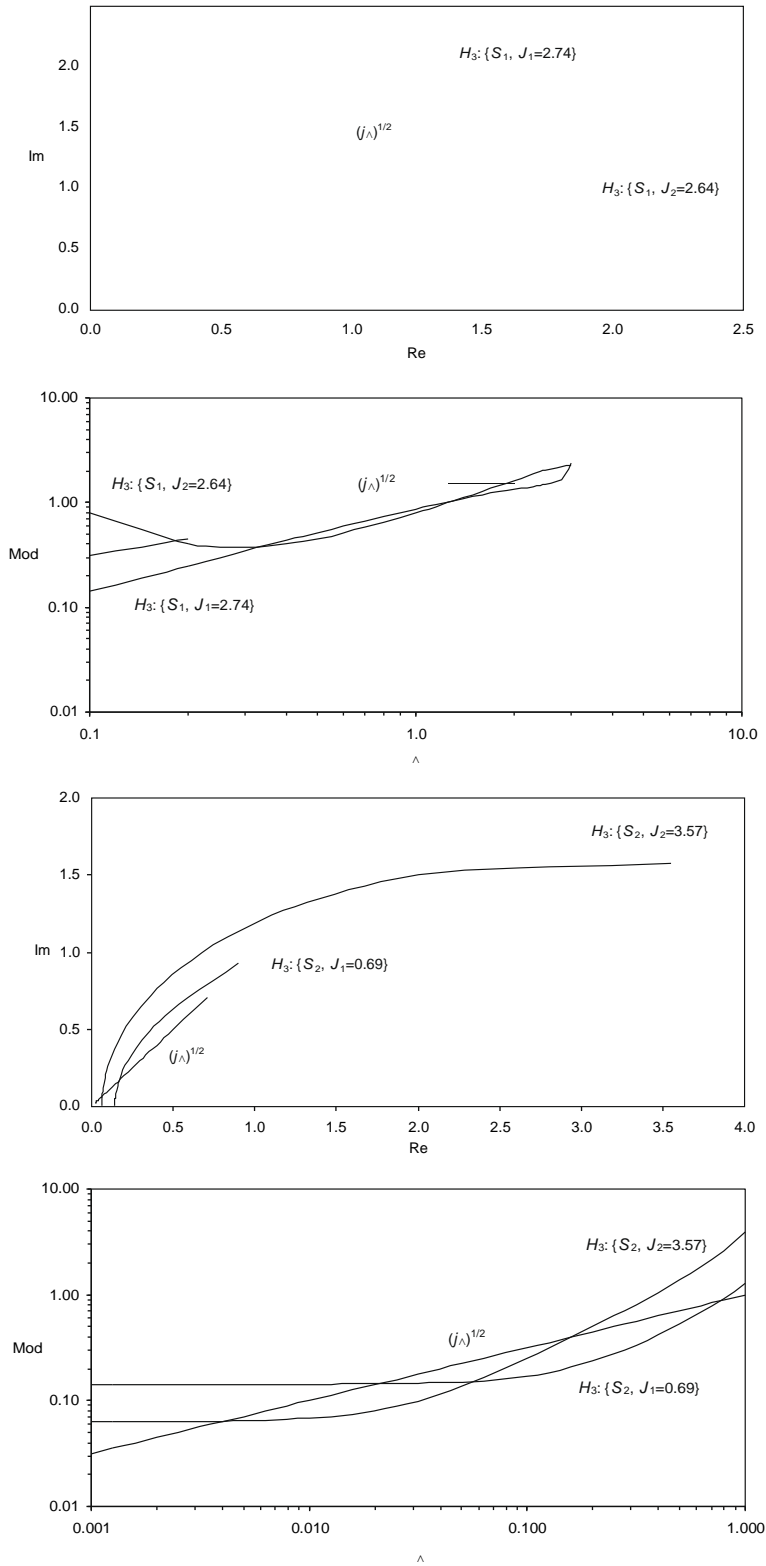 H₃: {S₁, J₁=2.74}
2.0
(j^)¹/²
1.5
Im
1.0
H₃: {S₁, J₂=2.64}
0.5
0.0
0.0 0.5 1.0 1.5 2.0 2.5
Re
10.00
H₃: {S₁, J₂=2.64}
(j^)¹/²
1.00
Mod
H₃: {S₁, J₁=2.74}
0.10
0.01
0.1 1.0 10.0
^
2.0
H₃: {S₂, J₂=3.57}
1.5
Im 1.0
H₃: {S₂, J₁=0.69}
0.5
(j^)¹/²
0.0
0.0 0.5 1.0 1.5 2.0 2.5 3.0 3.5 4.0
Re
10.00
H₃: {S₂, J₂=3.57}
1.00
(j^)¹/²
Mod
0.10
H₃: {S₂, J₁=0.69}
0.01
0.001 0.010 0.100 1.000
^